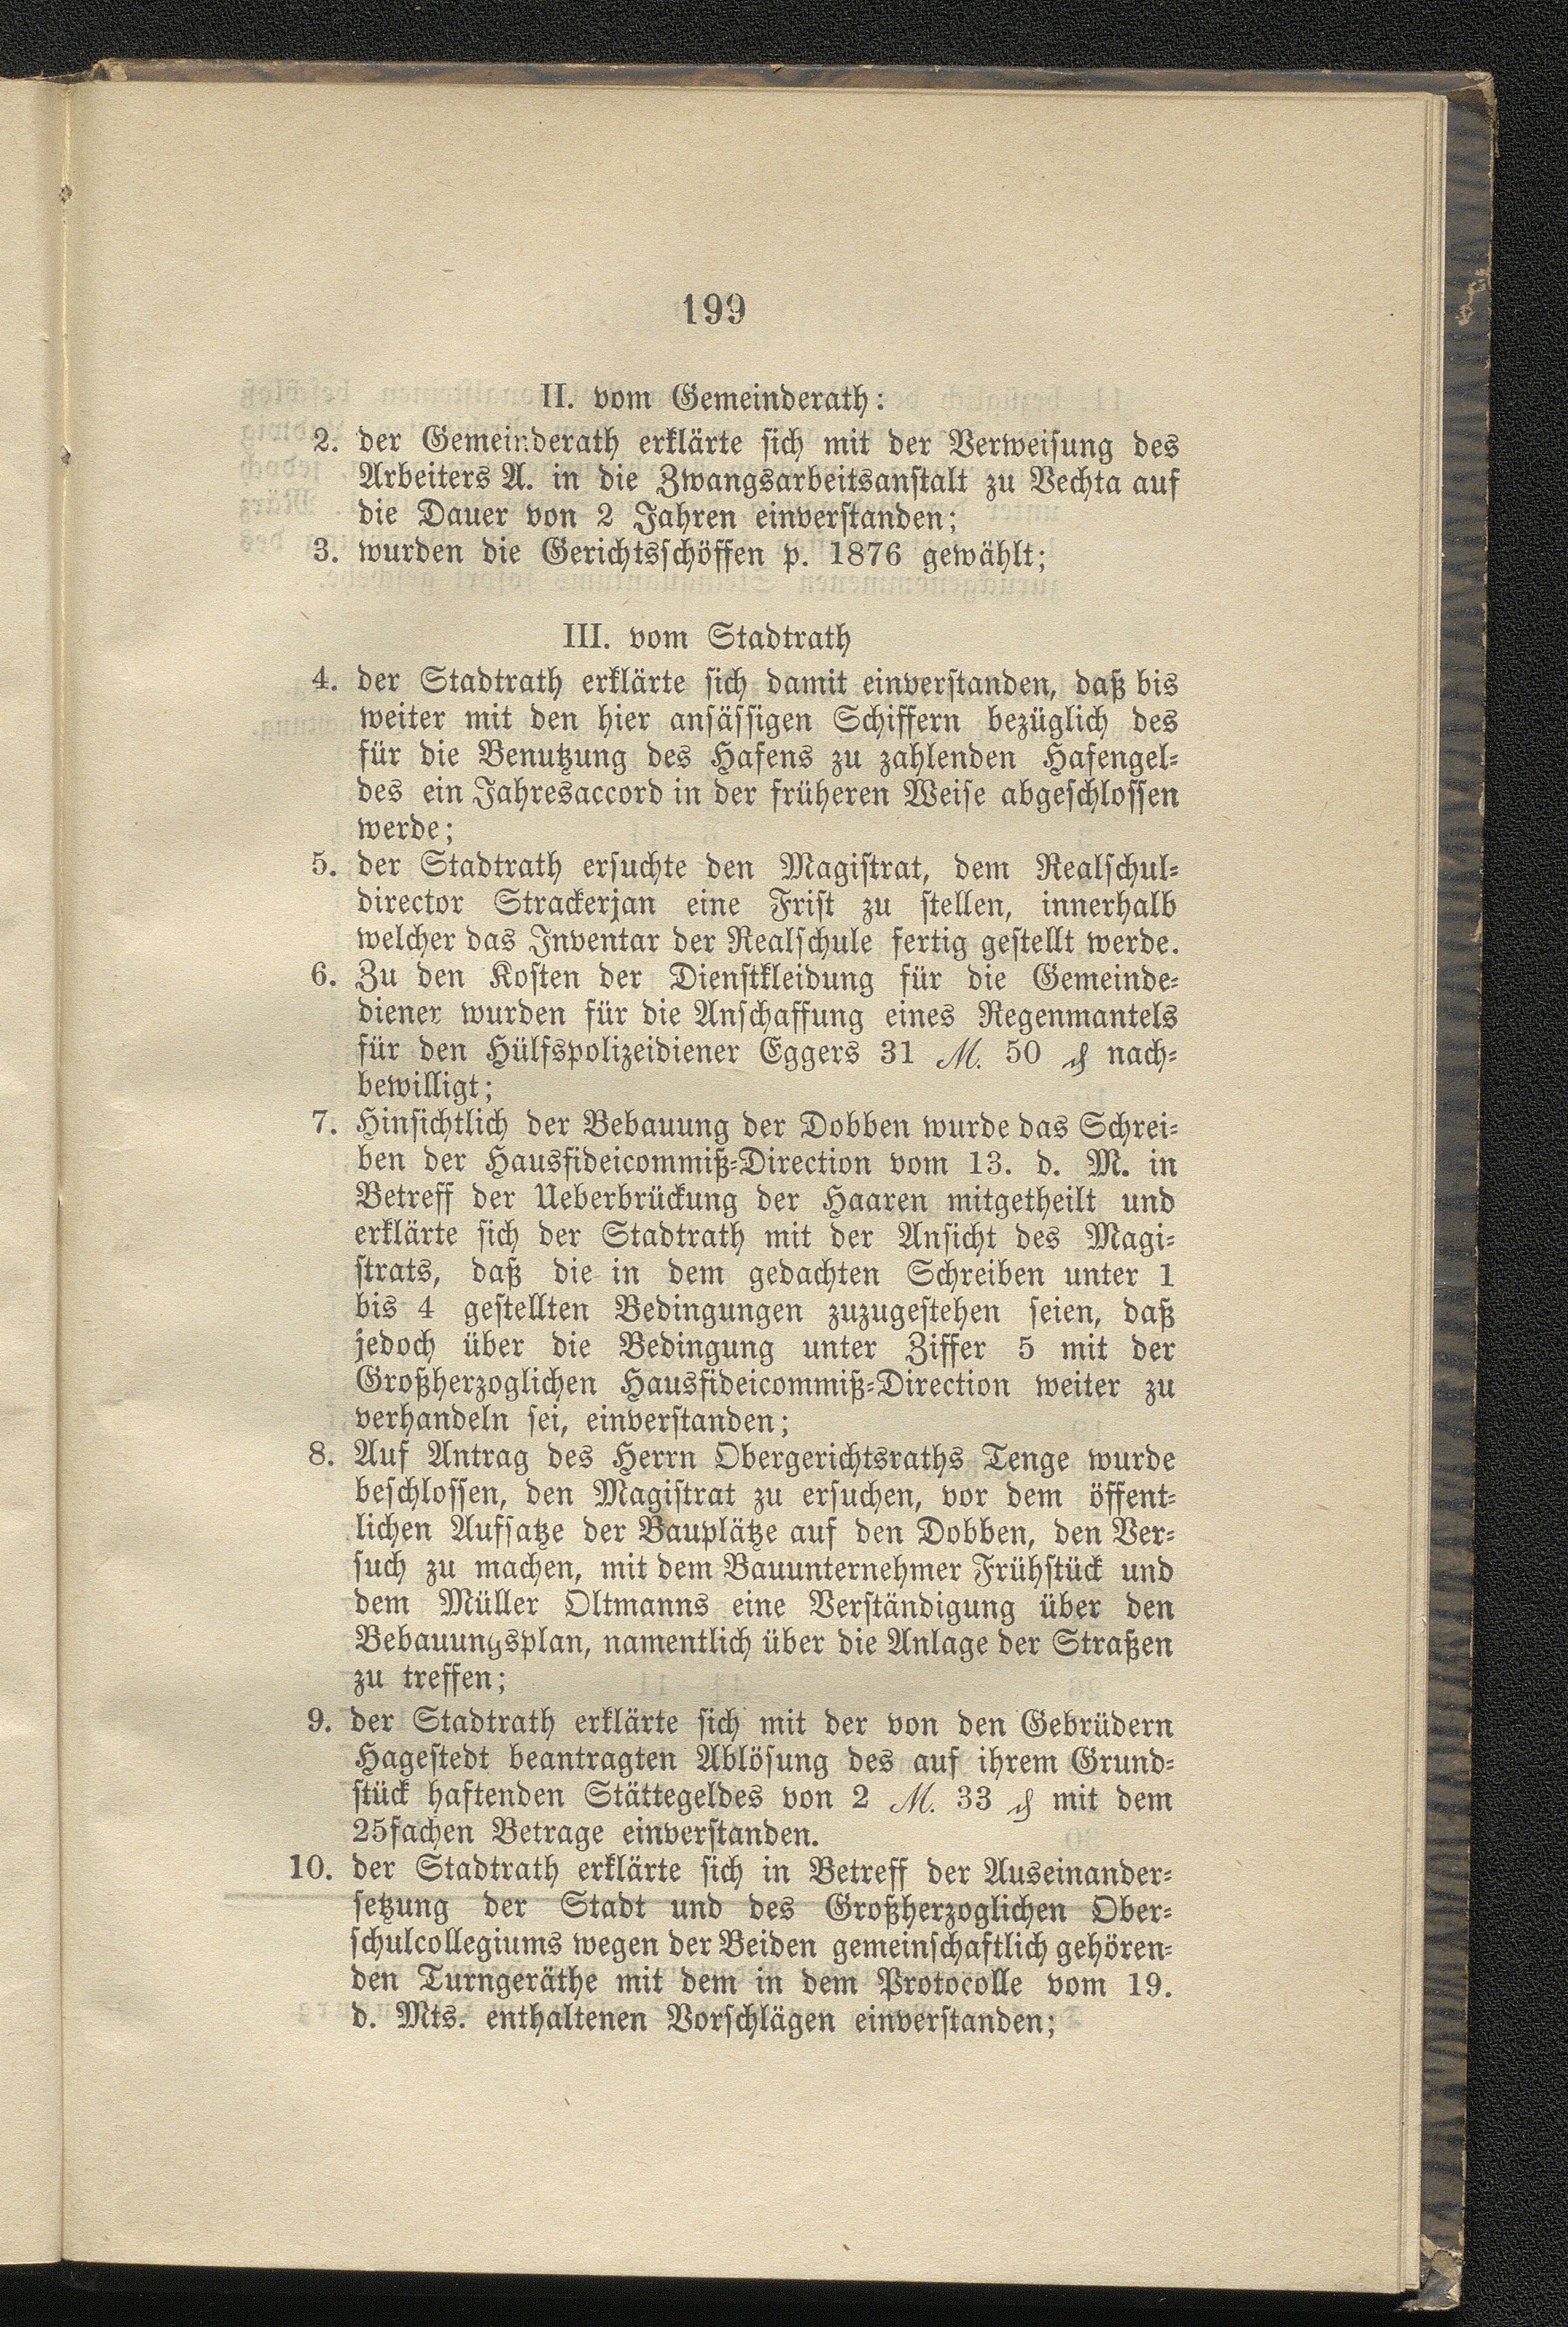 199
II. vom Gemeinderath:
2. der Gemeinderath erklärte sich mit der Verweisung des
Arbeiters A. in die Zwangsarbeitsanstalt zu Vechta auf
die Dauer von 2 Jahren einverstanden;
3. wurden die Gerichtsschöffen p. 1876 gewählt;
III. vom Stadtrath
4. der Stadtrath erklärte sich damit einverstanden, daß bis
weiter mit den hier ansässigen Schiffern bezüglich des
für die Benutzung des Hafens zu zahlenden Hafengel-
des ein Jahresaccord in der früheren Weise abgeschlossen
werde;
5. der Stadtrath ersuchte den Magistrat, dem Realschul-
director Strackerjan eine Frist zu stellen, innerhalb
welcher das Inventar der Realschule fertig gestellt werde.
6. Zu den Kosten der Dienstkleidung für die Gemeinde-
diener wurden für die Anschaffung eines Regenmantels
für den Hülfspolizeidiener Eggers 31 ℳ. 50 ₰ nach-
bewilligt;
7. Hinsichtlich der Bebauung der Dobben wurde das Schrei-
ben der Hausfideicommiß-Direction vom 13. d. M. in
Betreff der Ueberbrückung der Haaren mitgetheilt und
erklärte sich der Stadtrath mit der Ansicht des Magi-
strats, daß die in dem gedachten Schreiben unter 1
bis 4 gestellten Bedingungen zuzugestehen seien, daß
jedoch über die Bedingung unter Ziffer 5 mit der
Großherzoglichen Hausfideicommiß-Direction weiter zu
verhandeln sei, einverstanden;
8. Auf Antrag des Herrn Obergerichtsraths Tenge wurde
beschlossen, den Magistrat zu ersuchen, vor dem öffent-
lichen Aufsatze der Bauplätze auf den Dobben, den Ver-
such zu machen, mit dem Bauunternehmer Frühstück und
dem Müller Oltmanns eine Verständigung über den
Bebauungsplan, namentlich über die Anlage der Straßen
zu treffen;
9. der Stadtrath erklärte sich mit der von den Gebrüdern
Hagestedt beantragten Ablösung des auf ihrem Grund-
stück haftenden Stättegeldes von 2 ℳ. 33 ₰ mit dem
25fachen Betrage einverstanden.
10. der Stadtrath erklärte sich in Betreff der Auseinander-
setzung der Stadt und des Großherzoglichen Ober-
schulcollegiums wegen der Beiden gemeinschaftlich gehören-
den Turngeräthe mit dem in dem Protocolle vom 19.
d. Mts. enthaltenen Vorschlägen einverstanden;